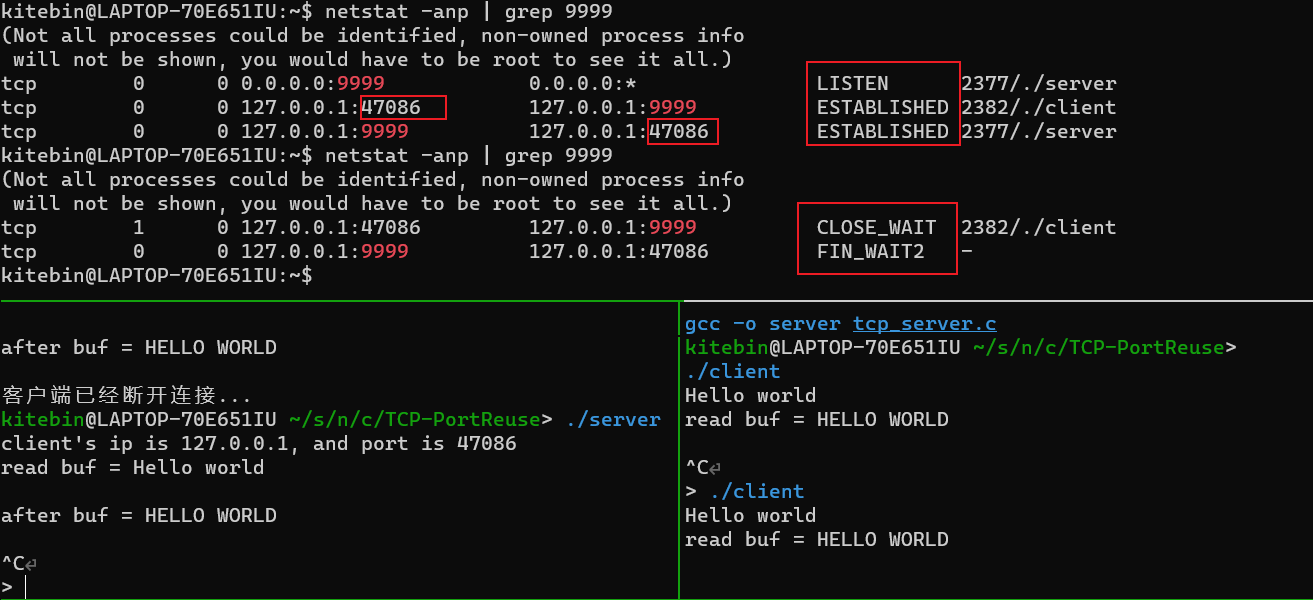 kitebin@LAPTOP-70E651IU:~$ netstat -anp | grep 9999
(Not all processes could be identified, non-owned process info
 will not be shown, you would have to be root to see it all.)
tcp        0      0 0.0.0.0:9999            0.0.0.0:*               LISTEN      2377/./server
tcp        0      0 127.0.0.1:47086         127.0.0.1:9999          ESTABLISHED 2382/./client
tcp        0      0 127.0.0.1:9999          127.0.0.1:47086         ESTABLISHED 2377/./server
kitebin@LAPTOP-70E651IU:~$ netstat -anp | grep 9999
(Not all processes could be identified, non-owned process info
 will not be shown, you would have to be root to see it all.)
tcp        1      0 127.0.0.1:47086         127.0.0.1:9999          CLOSE_WAIT  2382/./client
tcp        0      0 127.0.0.1:9999          127.0.0.1:47086         FIN_WAIT2   -
kitebin@LAPTOP-70E651IU:~$
after buf = HELLO WORLD
客户端已经断开连接...
kitebin@LAPTOP-70E651IU ~/s/n/c/TCP-PortReuse> ./server
client's ip is 127.0.0.1, and port is 47086
read buf = Hello world
after buf = HELLO WORLD
^C⏎
>
gcc -o server tcp_server.c
kitebin@LAPTOP-70E651IU ~/s/n/c/TCP-PortReuse>
./client
Hello world
read buf = HELLO WORLD
^C⏎
> ./client
Hello world
read buf = HELLO WORLD